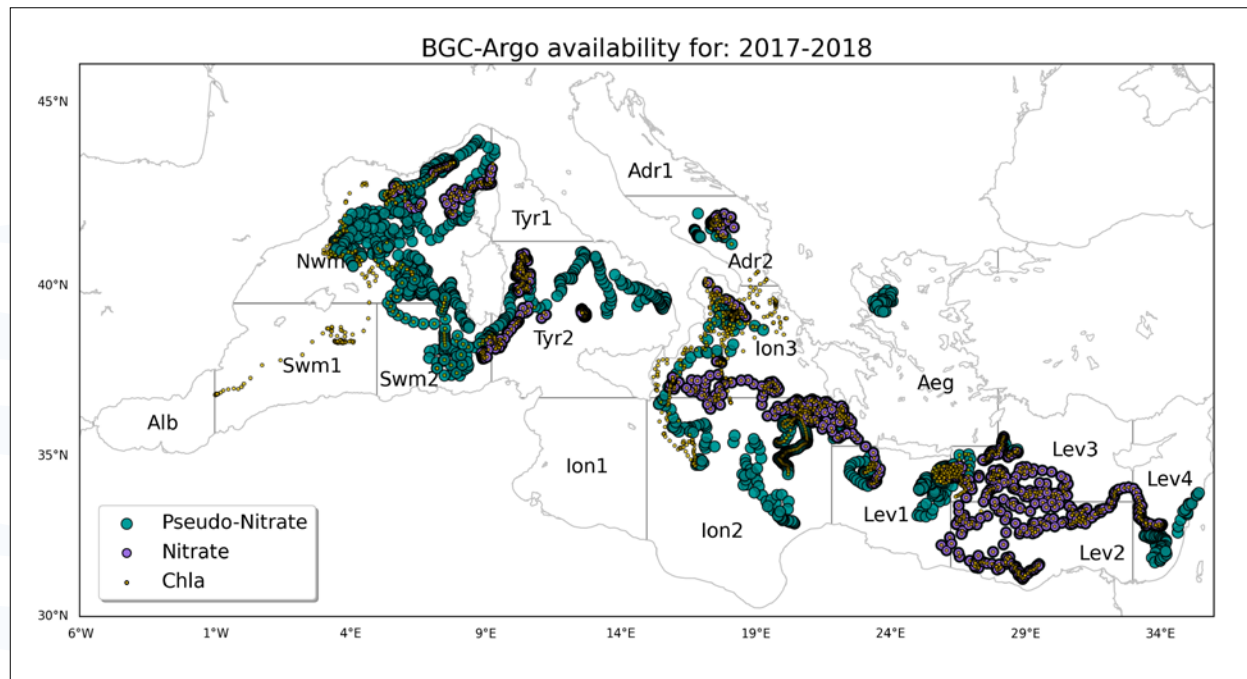 BGC-Argo availability for: 2017-2018
45°N
40°N
35°N
30°N
Adr1
Tyr1
Adr2
Nwm
Tyr2
Ion3
Swm1
Swm2
Aeg
Alb
Ion1
Lev3
Lev4
Lev1
Ion2
Lev2
Pseudo-Nitrate
Nitrate
Chla
6°W
1°W
4°E
9°E
14°E
19°E
24°E
29°E
34°E